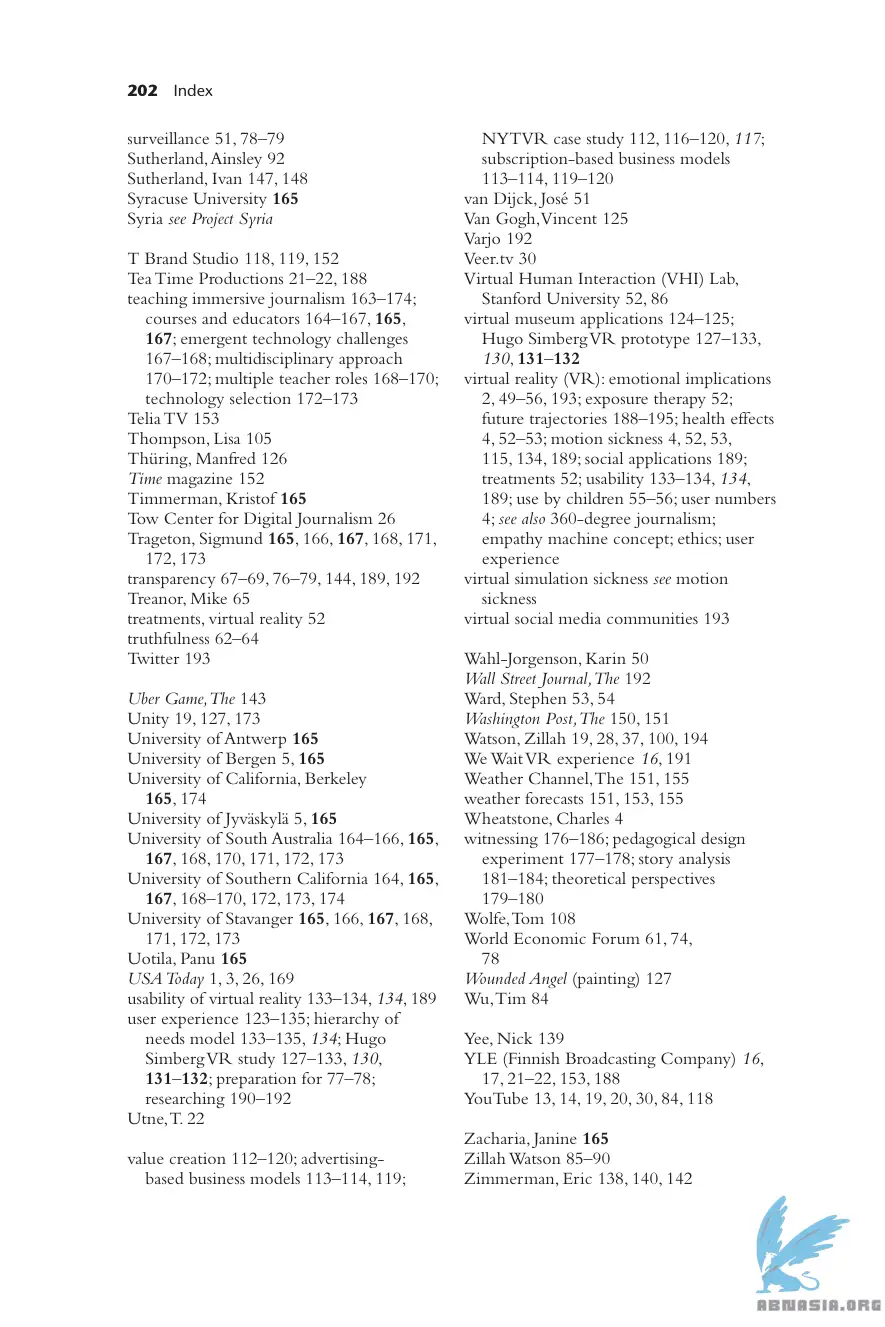 202 Index
surveillance 51, 78–79
Sutherland, Ainsley 92
Sutherland, Ivan 147, 148
Syracuse University 165
Syria see Project Syria
T Brand Studio 118, 119, 152
Tea Time Productions 21–22, 188
teaching immersive journalism 163–174;
courses and educators 164–167, 165,
167; emergent technology challenges
167–168; multidisciplinary approach
170–172; multiple teacher roles 168–170;
technology selection 172–173
Telia TV 153
Thompson, Lisa 105
Thüring, Manfred 126
Time magazine 152
Timmerman, Kristof 165
Tow Center for Digital Journalism 26
Trageton, Sigmund 165, 166, 167, 168, 171,
172, 173
transparency 67–69, 76–79, 144, 189, 192
Treanor, Mike 65
treatments, virtual reality 52
truthfulness 62–64
Twitter 193
Uber Game, The 143
Unity 19, 127, 173
University of Antwerp 165
University of Bergen 5, 165
University of California, Berkeley
165, 174
University of Jyväskylä 5, 165
University of South Australia 164–166, 165,
167, 168, 170, 171, 172, 173
University of Southern California 164, 165,
167, 168–170, 172, 173, 174
University of Stavanger 165, 166, 167, 168,
171, 172, 173
Uotila, Panu 165
USA Today 1, 3, 26, 169
usability of virtual reality 133–134, 134, 189
user experience 123–135; hierarchy of
needs model 133–135, 134; Hugo
Simberg VR study 127–133, 130,
131–132; preparation for 77–78;
researching 190–192
Utne, T. 22
value creation 112–120; advertising-
based business models 113–114, 119;
NYTVR case study 112, 116–120, 117;
subscription-based business models
113–114, 119–120
van Dijck, José 51
Van Gogh, Vincent 125
Varjo 192
Veer.tv 30
Virtual Human Interaction (VHI) Lab,
Stanford University 52, 86
virtual museum applications 124–125;
Hugo Simberg VR prototype 127–133,
130, 131–132
virtual reality (VR): emotional implications
2, 49–56, 193; exposure therapy 52;
future trajectories 188–195; health effects
4, 52–53; motion sickness 4, 52, 53,
115, 134, 189; social applications 189;
treatments 52; usability 133–134, 134,
189; use by children 55–56; user numbers
4; see also 360-degree journalism;
empathy machine concept; ethics; user
experience
virtual simulation sickness see motion
sickness
virtual social media communities 193
Wahl-Jorgenson, Karin 50
Wall Street Journal, The 192
Ward, Stephen 53, 54
Washington Post, The 150, 151
Watson, Zillah 19, 28, 37, 100, 194
We Wait VR experience 16, 191
Weather Channel, The 151, 155
weather forecasts 151, 153, 155
Wheatstone, Charles 4
witnessing 176–186; pedagogical design
experiment 177–178; story analysis
181–184; theoretical perspectives
179–180
Wolfe, Tom 108
World Economic Forum 61, 74,
78
Wounded Angel (painting) 127
Wu, Tim 84
Yee, Nick 139
YLE (Finnish Broadcasting Company) 16,
17, 21–22, 153, 188
YouTube 13, 14, 19, 20, 30, 84, 118
Zacharia, Janine 165
Zillah Watson 85–90
Zimmerman, Eric 138, 140, 142
ABNASIA.ORG